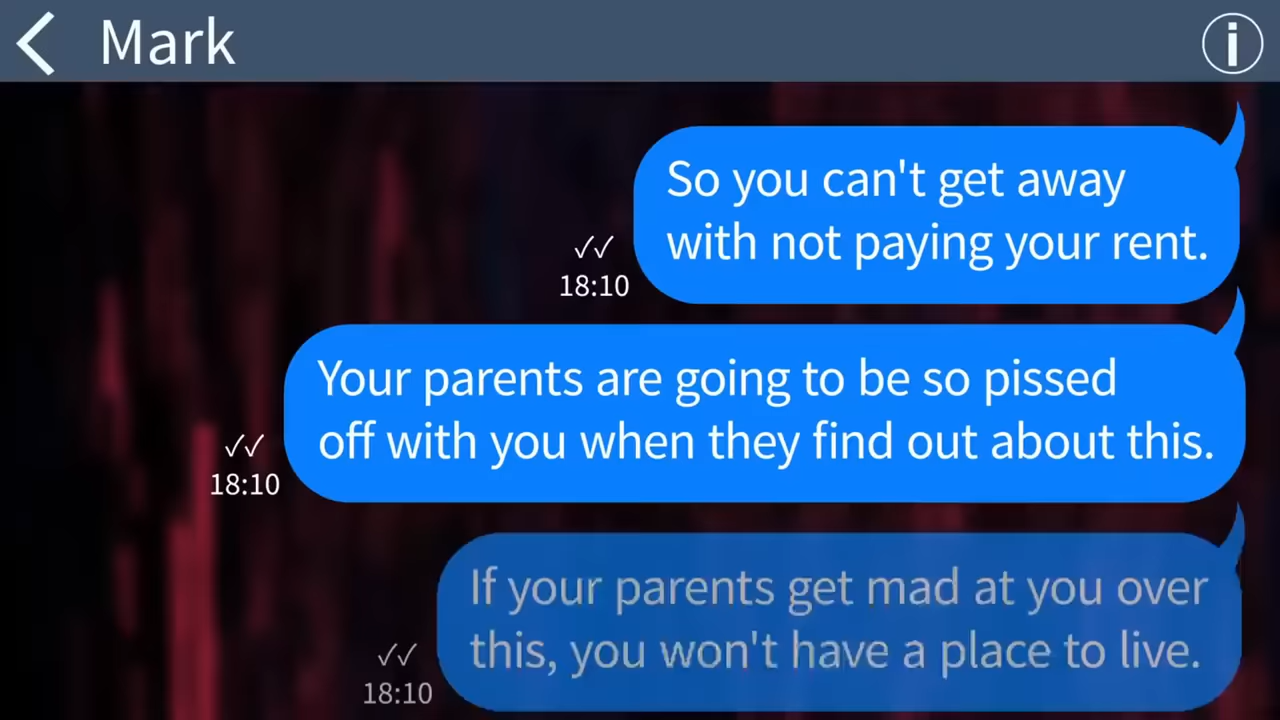 Mark
So you can't get away
with not paying your rent.
18:10
Your parents are going to be so pissed
off with you when they find out about this.
18:10
If your parents get mad at you over
this, you won't have a place to live.
18:10